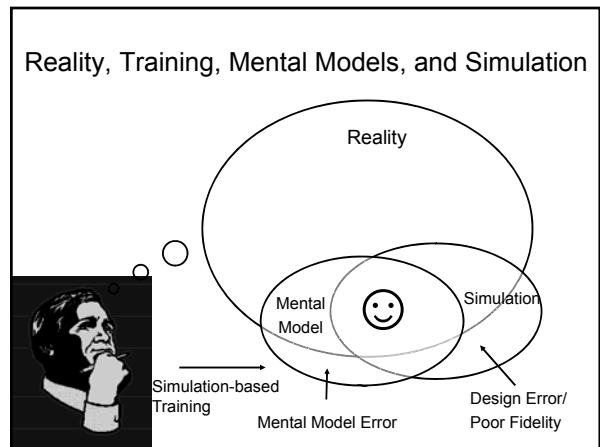 Reality, Training, Mental Models, and Simulation
Reality
Mental
Model
Simulation
Simulation-based
Training
Mental Model Error
Design Error/
Poor Fidelity